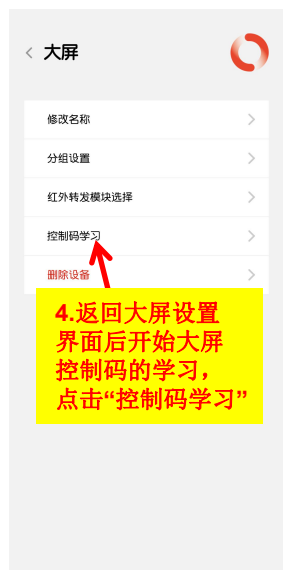 大屏
修改名称
分组设置
红外转发模块选择
控制码学习
删除设备
4.返回大屏设置
界面后开始大屏
控制码的学习，
点击“控制码学习”